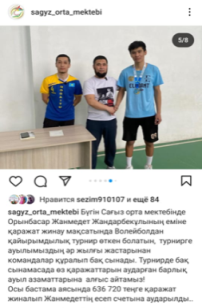 sagyz_orta_mektebi
5/8
Нравится sezim910107 и ещё 84
sagyz_orta_mektebi Бүгін Сағыз орта мектебінде
Орынбасар Жанмедет Жандарбекұлының еміне
қаражат жинау мақсатында Волейболдан
қайырымдылық турнир өткен болатын, турнирге
ауылымыздың әр жылғы жастарынан
командалар құралып бақ сынады. Турнирде бақ
сынамасада өз қаражаттарын аударған барлық
ауыл азаматтарына алғыс айтамыз!
Осы бастама аясында 636 720 теңге қаражат
жиналып Жанмедеттің есеп счетына аударылды..